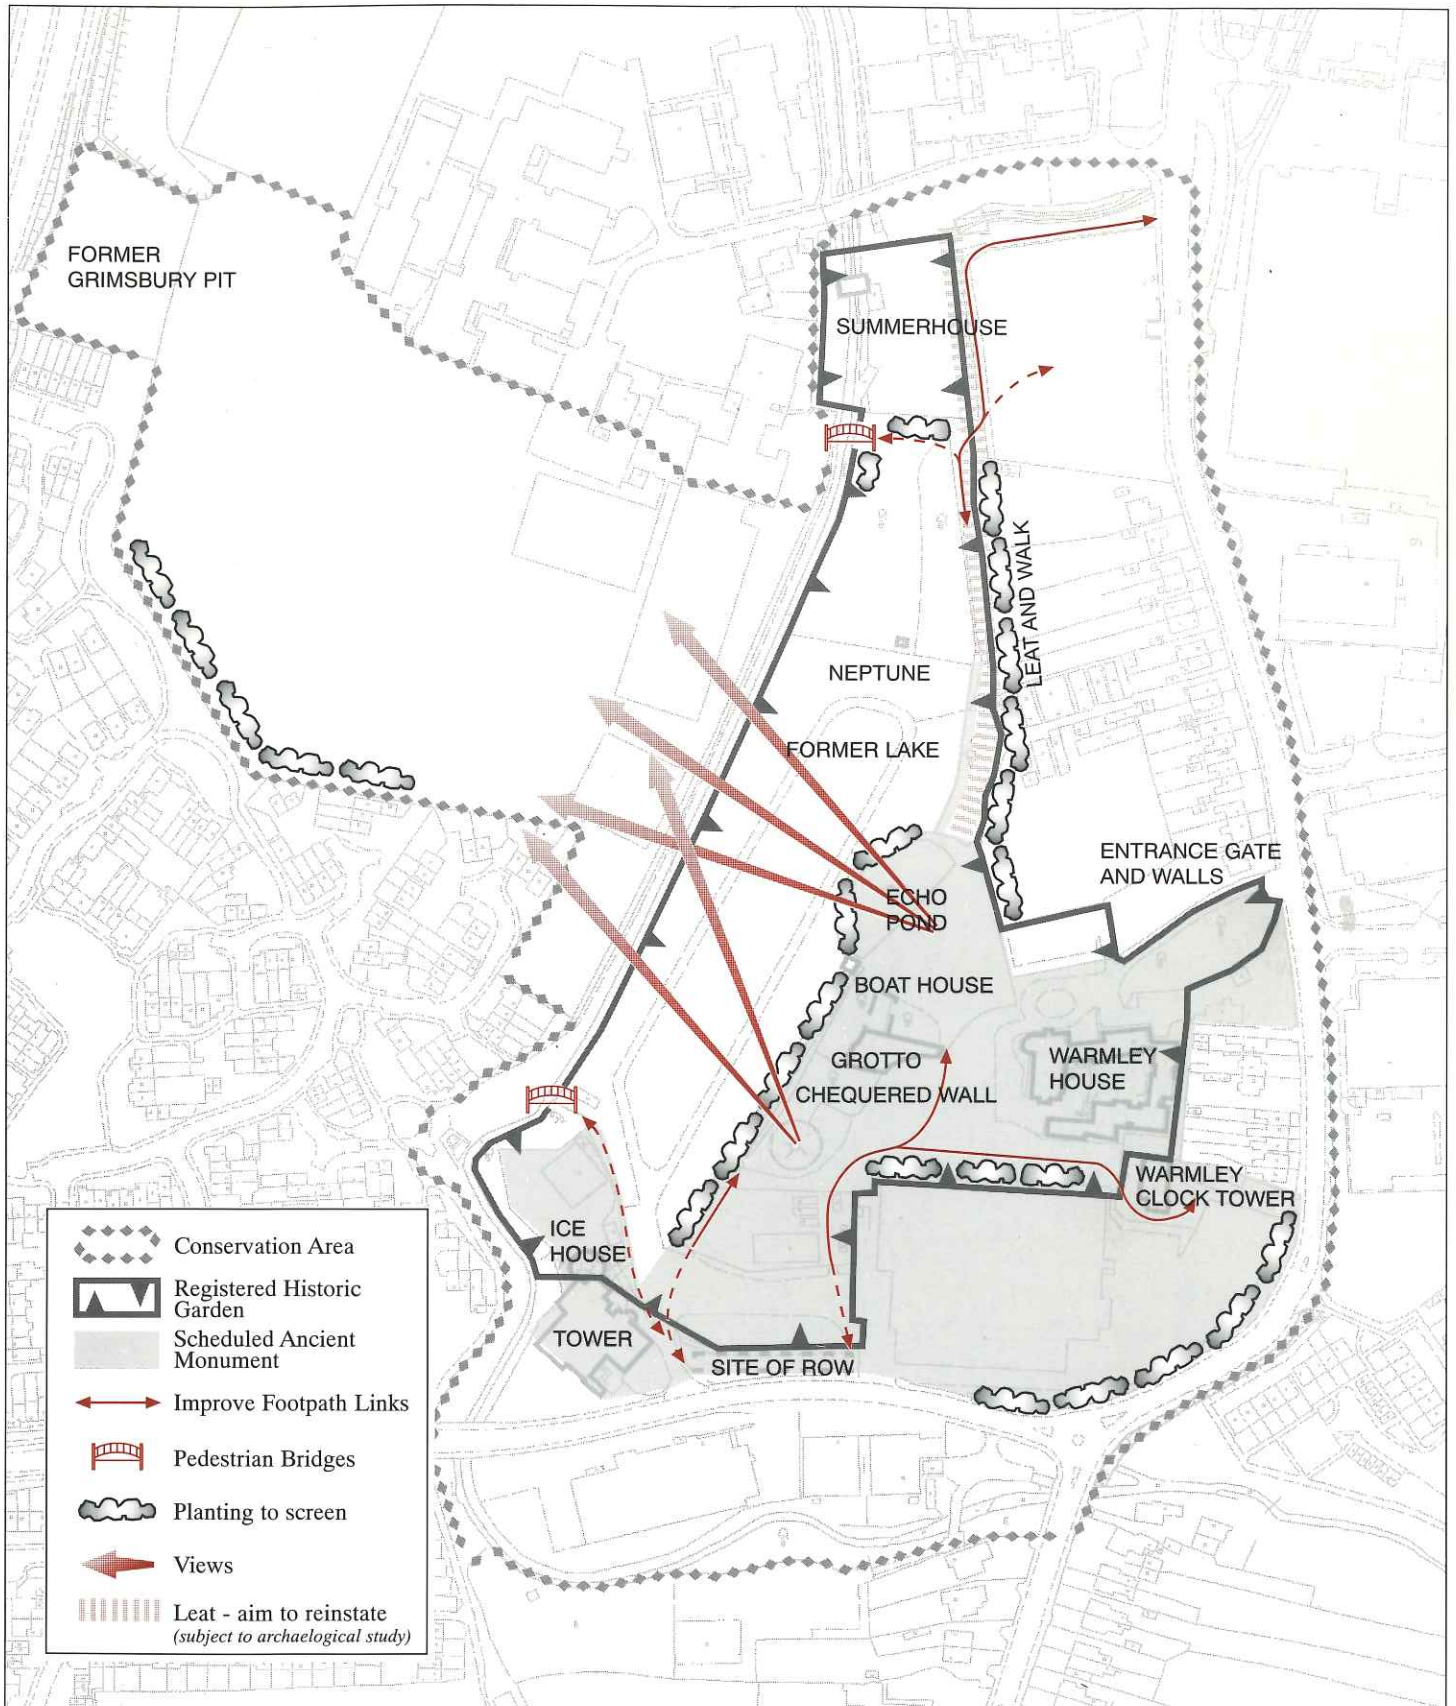 FORMER
GRIMSBURY PIT
SUMMERHOUSE
LEAT AND WALK
NEPTUNE
FORMER LAKE
ENTRANCE GATE
AND WALLS
ECHO
POND
BOAT HOUSE
GROTTO
WARMLEY
HOUSE
CHEQUERED WALL
WARMLEY
CLOCK TOWER
ICE
HOUSE
TOWER
SITE OF ROW
Conservation Area
Registered Historic
Garden
Scheduled Ancient
Monument
Improve Footpath Links
Pedestrian Bridges
Planting to screen
Views
Leat - aim to reinstate
(subject to archaelogical study)